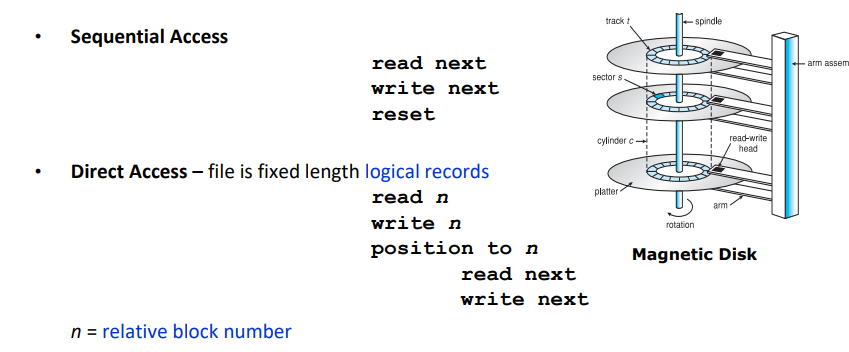 • Sequential Access
read next
write next
reset
• Direct Access – file is fixed length logical records
read n
write n
position to n
read next
write next
n = relative block number
track t
spindle
arm assem
sector s
cylinder c
read-write
head
platter
arm
rotation
Magnetic Disk